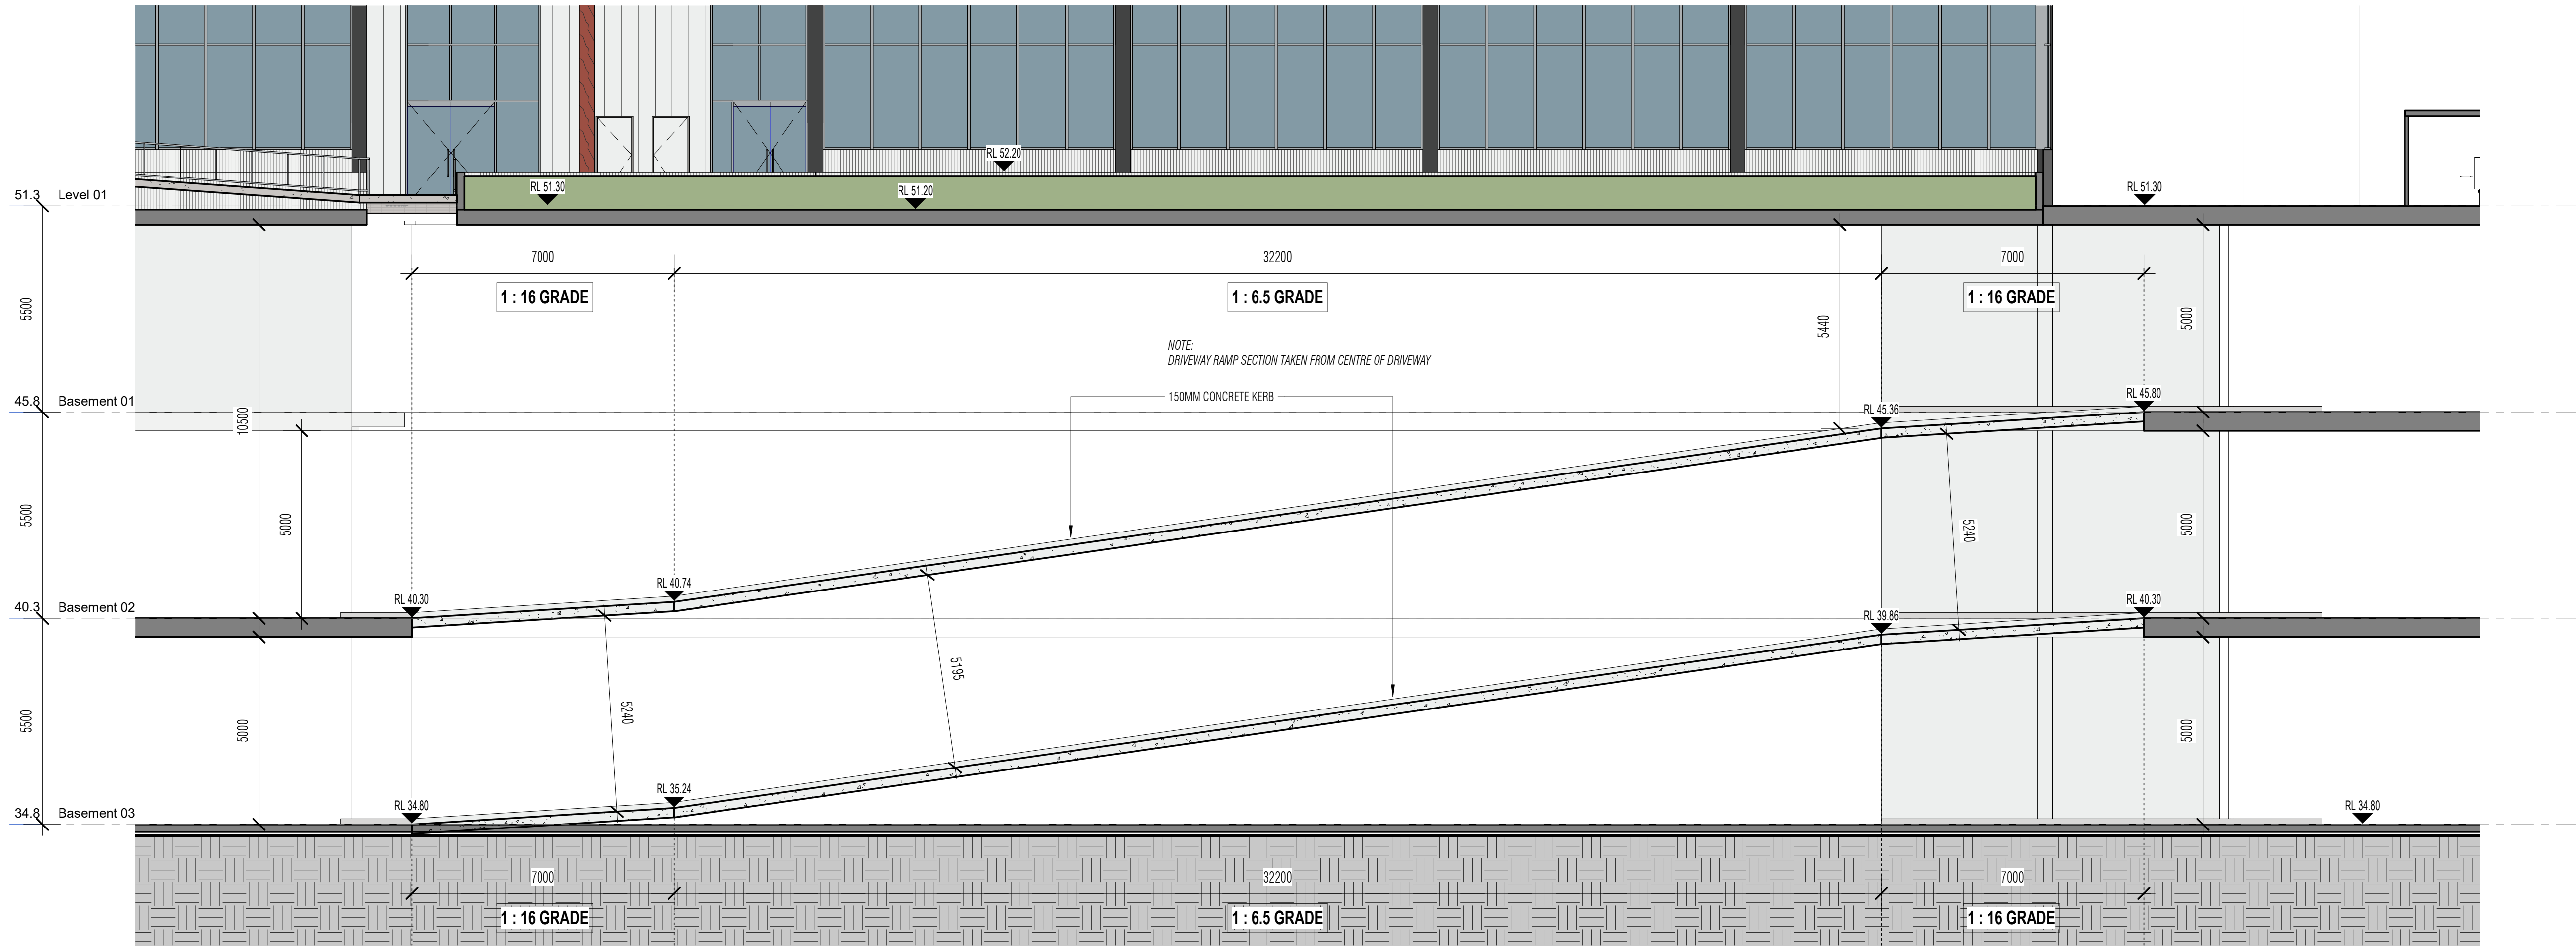 RL 52.20
RL 51.30
RL 51.20
RL 51.30
51.3 Level 01
7000
32200
7000
1 : 16 GRADE
1 : 6.5 GRADE
1 : 16 GRADE
5500
5440
5000
NOTE:
DRIVEWAY RAMP SECTION TAKEN FROM CENTRE OF DRIVEWAY
150MM CONCRETE KERB
45.8 Basement 01
RL 45.36
RL 45.80
10500
5500
5000
5240
5000
RL 40.74
40.3 Basement 02
RL 40.30
RL 39.86
RL 40.30
5195
5240
5500
5000
5000
RL 35.24
34.8 Basement 03
RL 34.80
RL 34.80
7000
32200
7000
1 : 16 GRADE
1 : 6.5 GRADE
1 : 16 GRADE